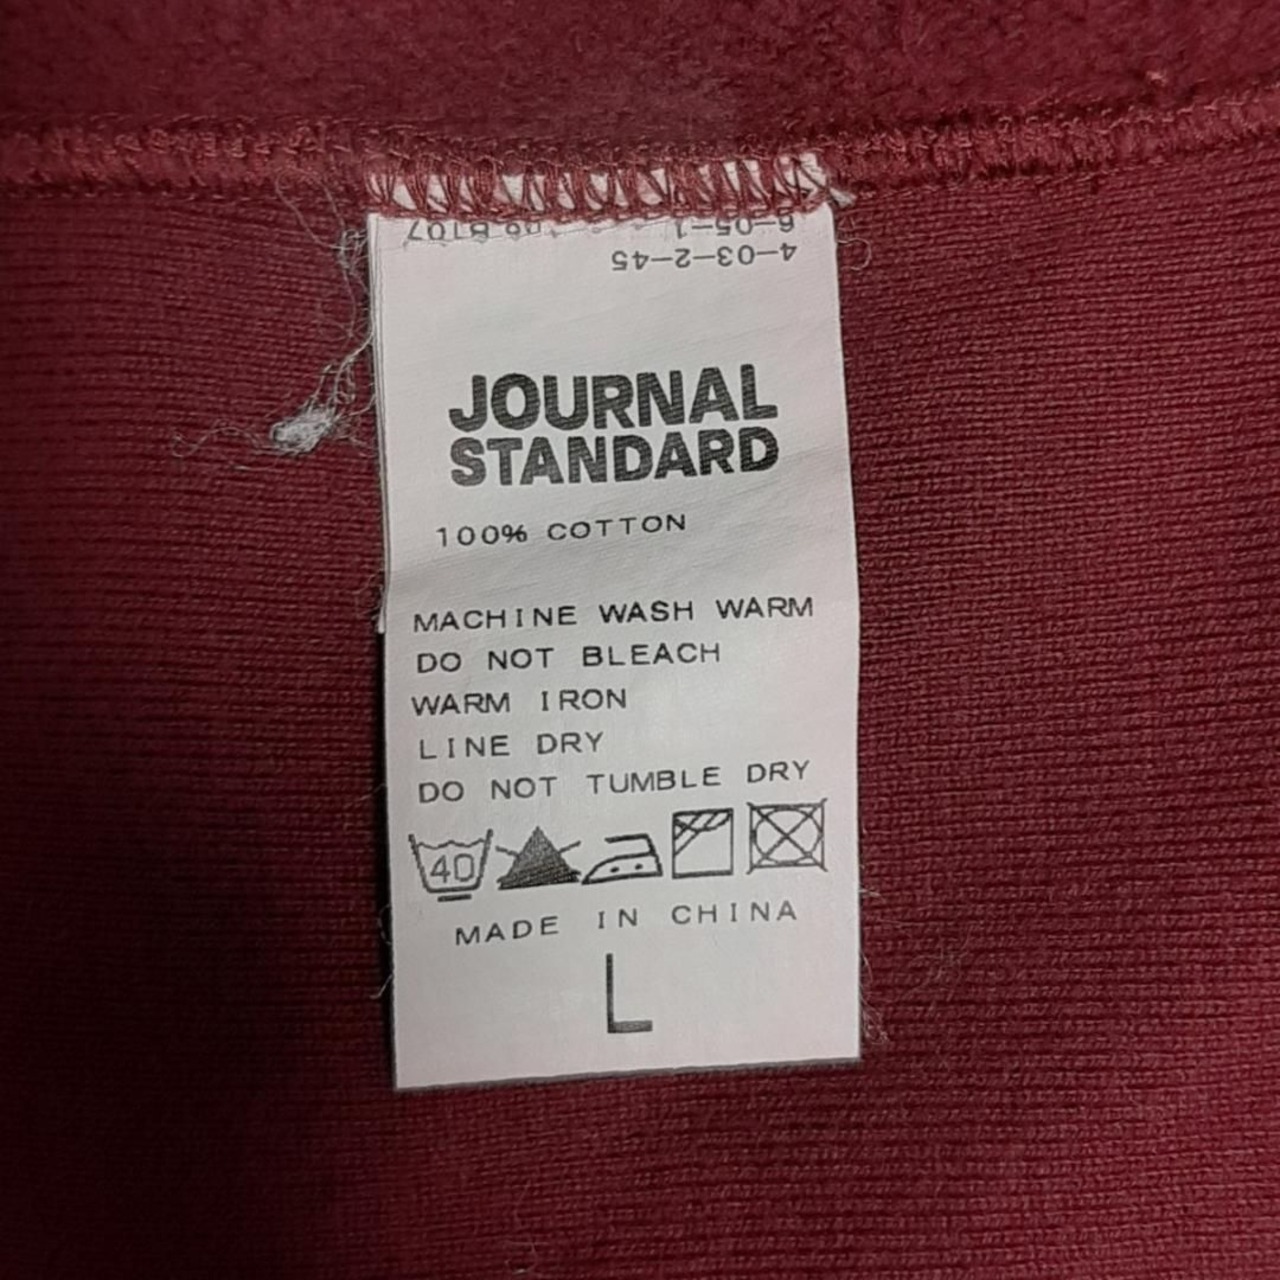 4-03-2-45
JOURNAL
STANDARD
100% COTTON
MACHINE WASH WARM
DO NOT BLEACH
WARM IRON
LINE DRY
DO NOT TUMBLE DRY
40
MADE IN CHINA
L